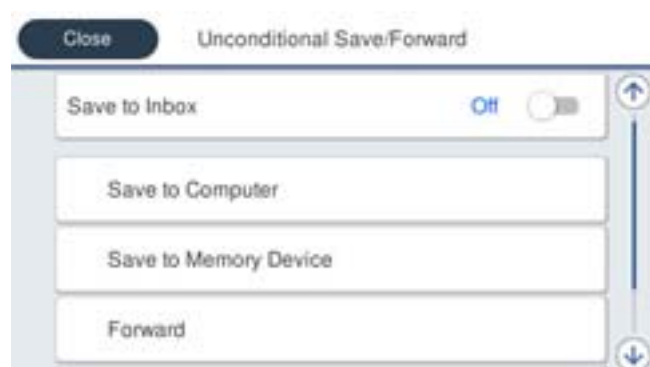 Close Unconditional Save/Forward
Save to Inbox Off
Save to Computer
Save to Memory Device
Forward